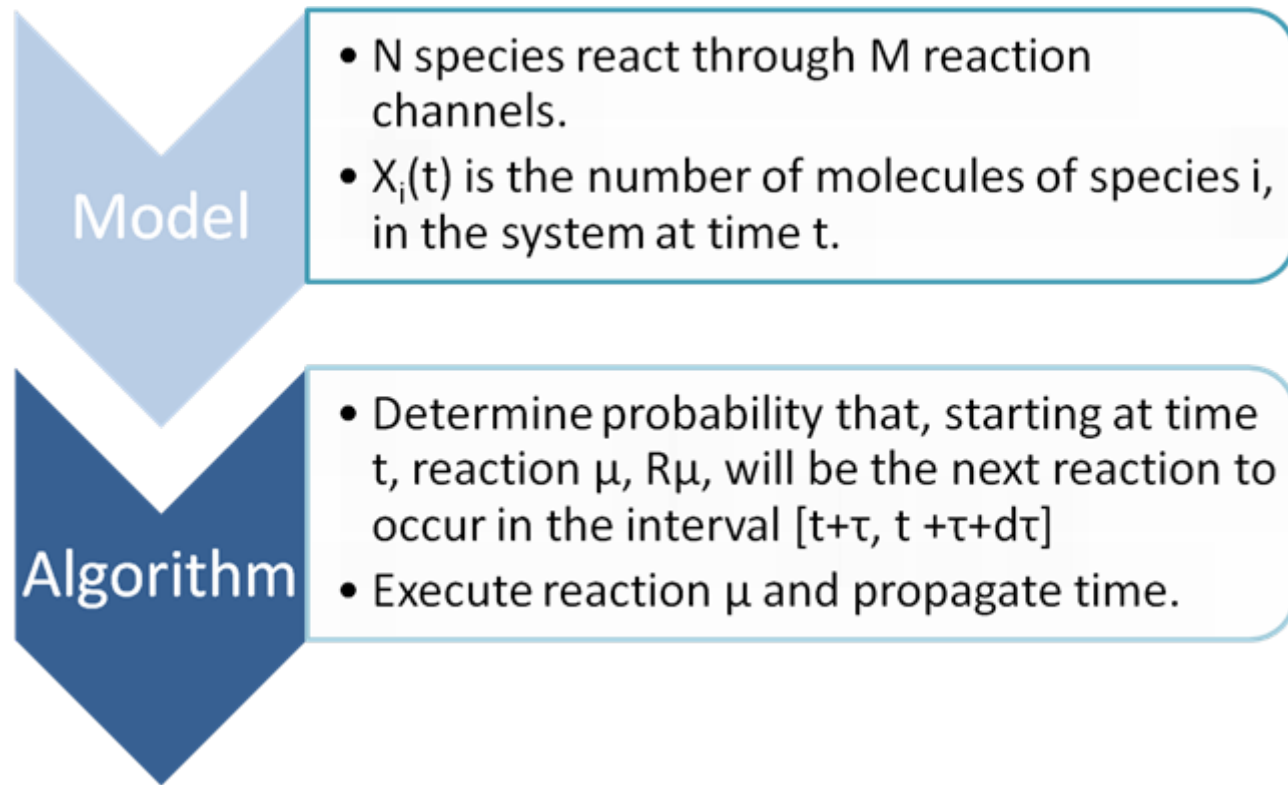 Model
• N species react through M reaction
channels.
• Xᵢ(t) is the number of molecules of species i,
in the system at time t.
Algorithm
• Determine probability that, starting at time
t, reaction μ, Rμ, will be the next reaction to
occur in the interval [t+τ, t +τ+dτ]
• Execute reaction μ and propagate time.